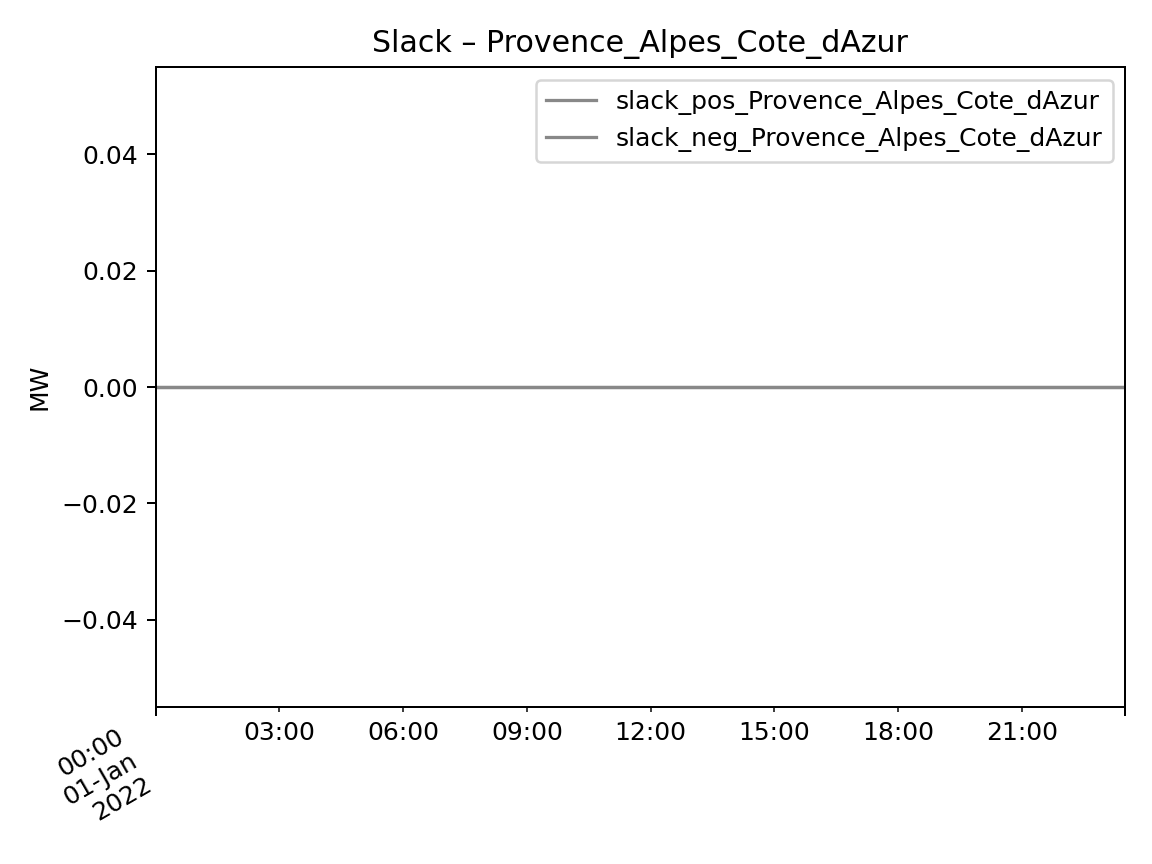 Slack – Provence_Alpes_Cote_dAzur
slack_pos_Provence_Alpes_Cote_dAzur
slack_neg_Provence_Alpes_Cote_dAzur
0.04
0.02
0.00
−0.02
−0.04
MW
00:00
01-Jan
2022
03:00
06:00
09:00
12:00
15:00
18:00
21:00